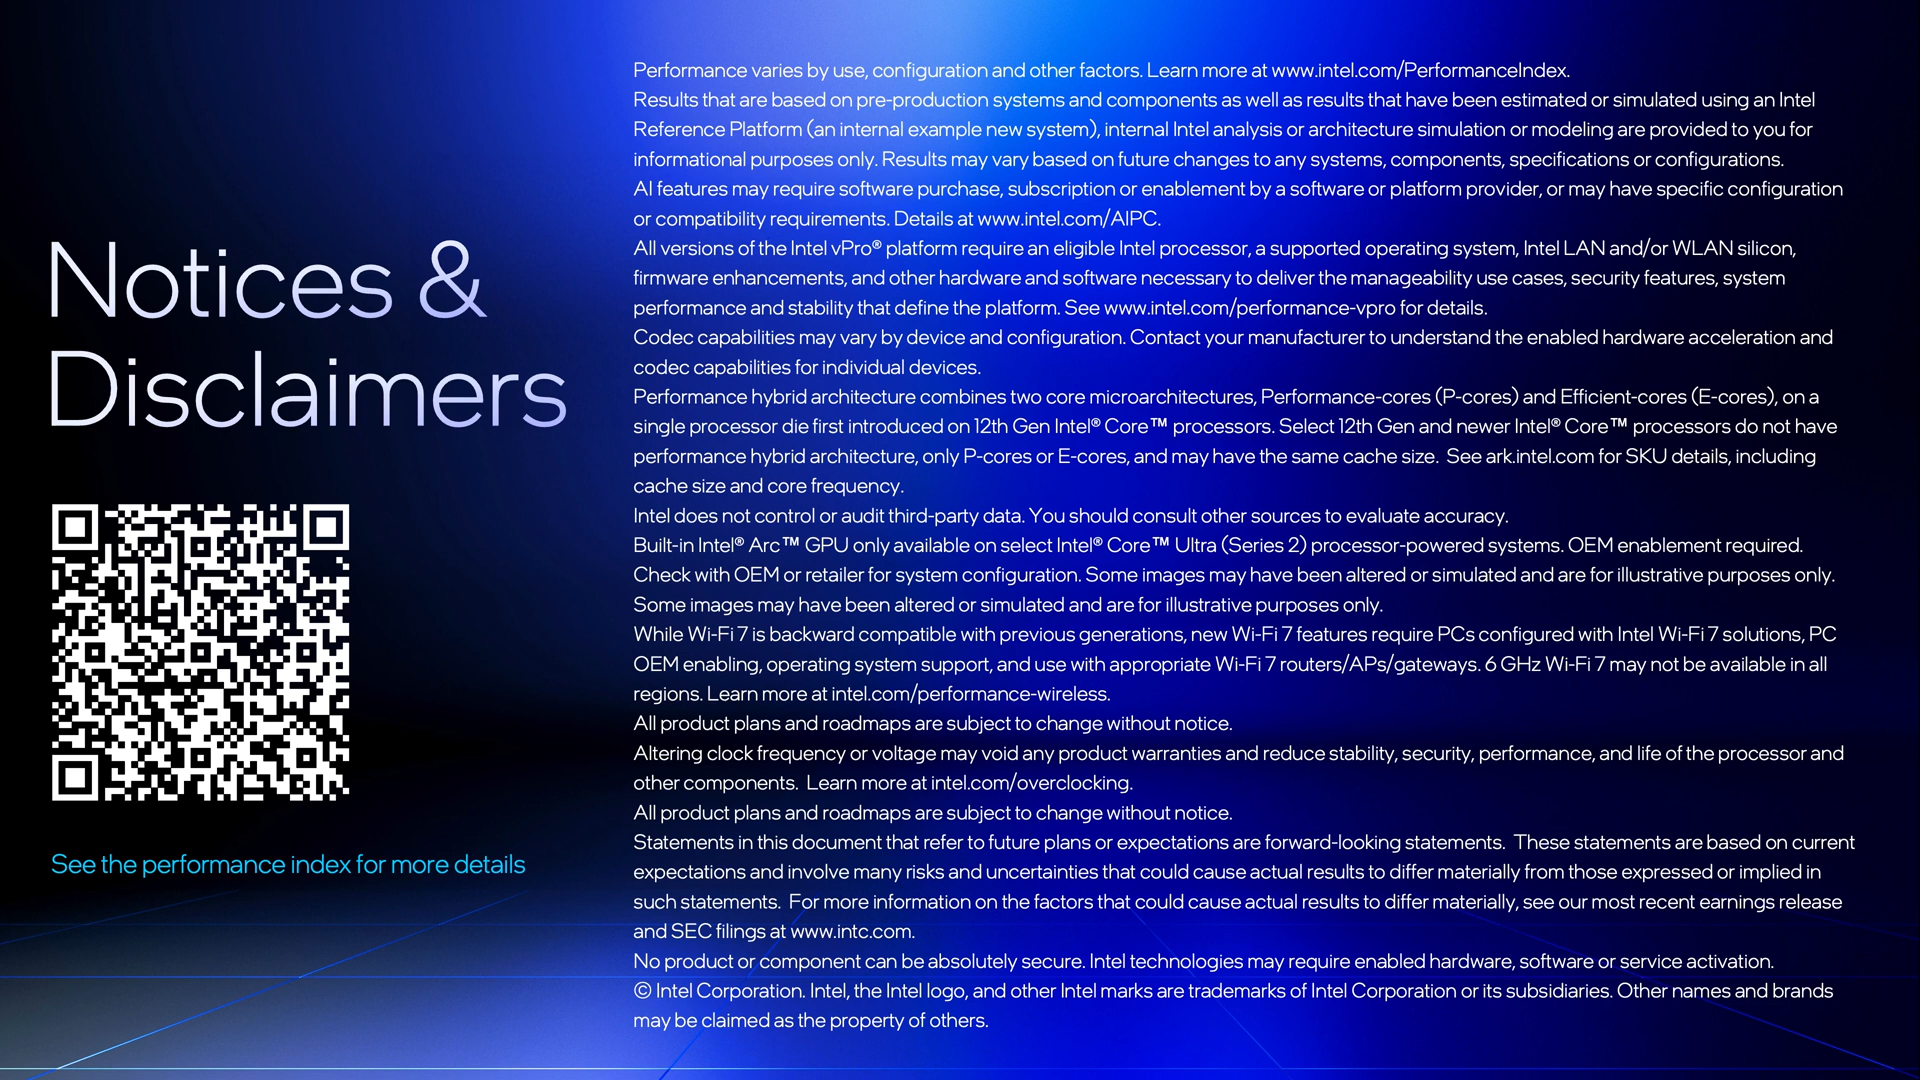 Notices &
Disclaimers
See the performance index for more details
Performance varies by use, configuration and other factors. Learn more at www.intel.com/PerformanceIndex.
Results that are based on pre-production systems and components as well as results that have been estimated or simulated using an Intel
Reference Platform (an internal example new system), internal Intel analysis or architecture simulation or modeling are provided to you for
informational purposes only. Results may vary based on future changes to any systems, components, specifications or configurations.
AI features may require software purchase, subscription or enablement by a software or platform provider, or may have specific configuration
or compatibility requirements. Details at www.intel.com/AIPC.
All versions of the Intel vPro® platform require an eligible Intel processor, a supported operating system, Intel LAN and/or WLAN silicon,
firmware enhancements, and other hardware and software necessary to deliver the manageability use cases, security features, system
performance and stability that define the platform. See www.intel.com/performance-vpro for details.
Codec capabilities may vary by device and configuration. Contact your manufacturer to understand the enabled hardware acceleration and
codec capabilities for individual devices.
Performance hybrid architecture combines two core microarchitectures, Performance-cores (P-cores) and Efficient-cores (E-cores), on a
single processor die first introduced on 12th Gen Intel® Core™ processors. Select 12th Gen and newer Intel® Core™ processors do not have
performance hybrid architecture, only P-cores or E-cores, and may have the same cache size.  See ark.intel.com for SKU details, including
cache size and core frequency.
Intel does not control or audit third-party data. You should consult other sources to evaluate accuracy.
Built-in Intel® Arc™ GPU only available on select Intel® Core™ Ultra (Series 2) processor-powered systems. OEM enablement required.
Check with OEM or retailer for system configuration. Some images may have been altered or simulated and are for illustrative purposes only.
Some images may have been altered or simulated and are for illustrative purposes only.
While Wi-Fi 7 is backward compatible with previous generations, new Wi-Fi 7 features require PCs configured with Intel Wi-Fi 7 solutions, PC
OEM enabling, operating system support, and use with appropriate Wi-Fi 7 routers/APs/gateways. 6 GHz Wi-Fi 7 may not be available in all
regions. Learn more at intel.com/performance-wireless.
All product plans and roadmaps are subject to change without notice.
Altering clock frequency or voltage may void any product warranties and reduce stability, security, performance, and life of the processor and
other components.  Learn more at intel.com/overclocking.
All product plans and roadmaps are subject to change without notice.
Statements in this document that refer to future plans or expectations are forward-looking statements.  These statements are based on current
expectations and involve many risks and uncertainties that could cause actual results to differ materially from those expressed or implied in
such statements.  For more information on the factors that could cause actual results to differ materially, see our most recent earnings release
and SEC filings at www.intc.com.
No product or component can be absolutely secure. Intel technologies may require enabled hardware, software or service activation.
© Intel Corporation. Intel, the Intel logo, and other Intel marks are trademarks of Intel Corporation or its subsidiaries. Other names and brands
may be claimed as the property of others.